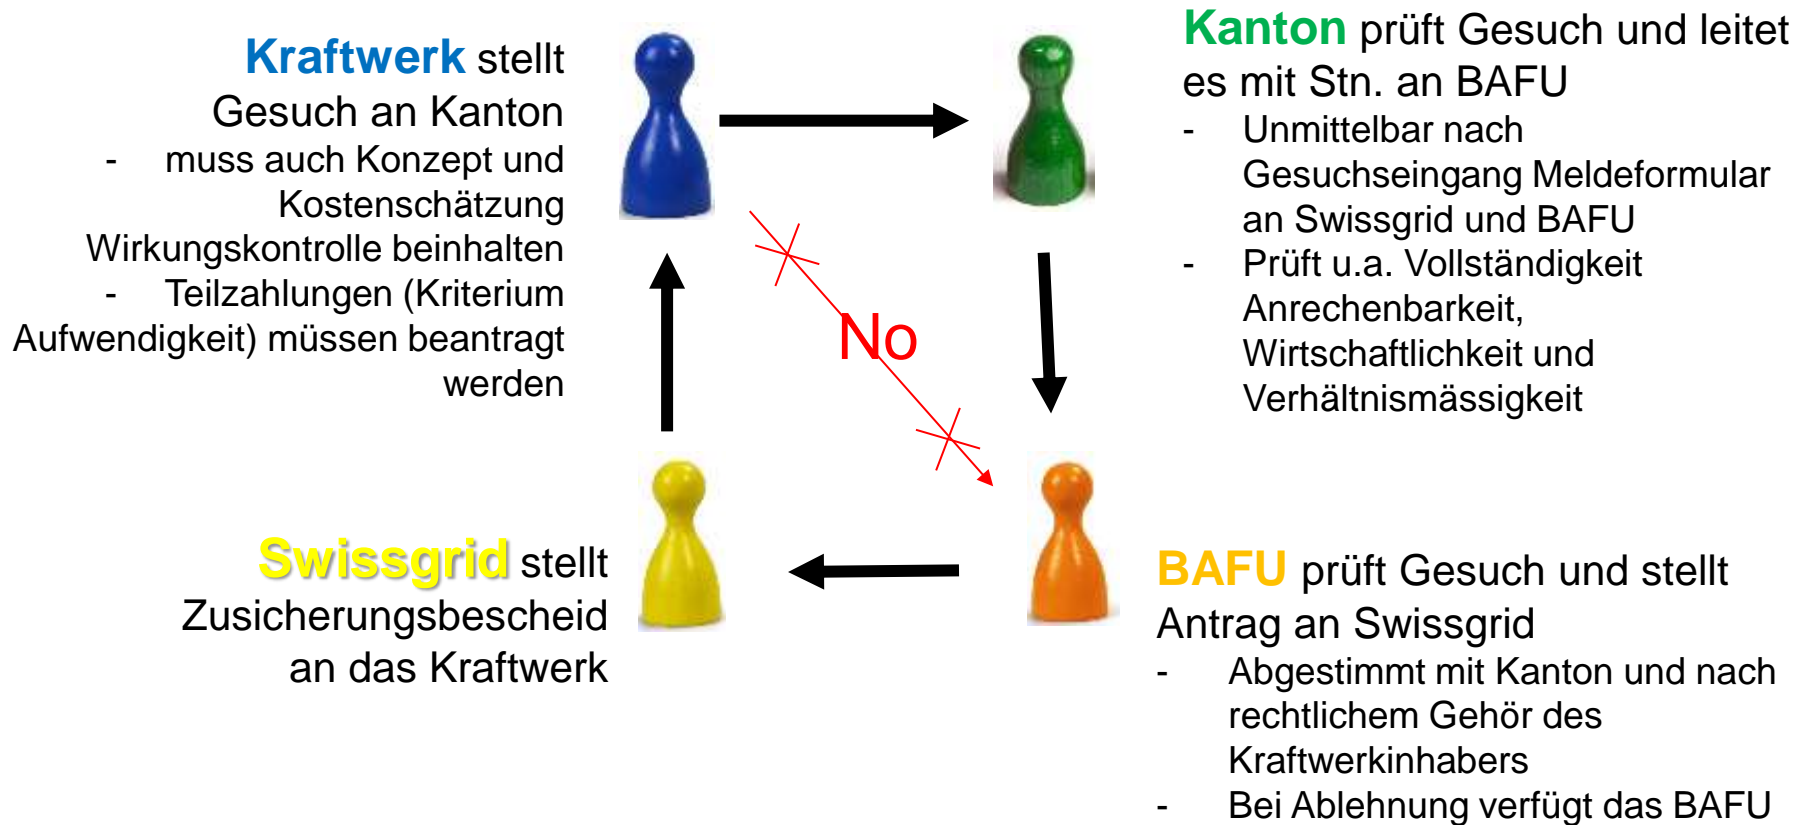 Kraftwerk stellt
Gesuch an Kanton
- muss auch Konzept und
Kostenschätzung
Wirkungskontrolle beinhalten
- Teilzahlungen (Kriterium
Aufwendigkeit) müssen beantragt
werden
Kanton prüft Gesuch und leitet
es mit Stn. an BAFU
- Unmittelbar nach
Gesuchseingang Meldeformular
an Swissgrid und BAFU
- Prüft u.a. Vollständigkeit
Anrechenbarkeit,
Wirtschaftlichkeit und
Verhältnismässigkeit
No
Swissgrid stellt
Zusicherungsbescheid
an das Kraftwerk
BAFU prüft Gesuch und stellt
Antrag an Swissgrid
- Abgestimmt mit Kanton und nach
rechtlichem Gehör des
Kraftwerkinhabers
- Bei Ablehnung verfügt das BAFU